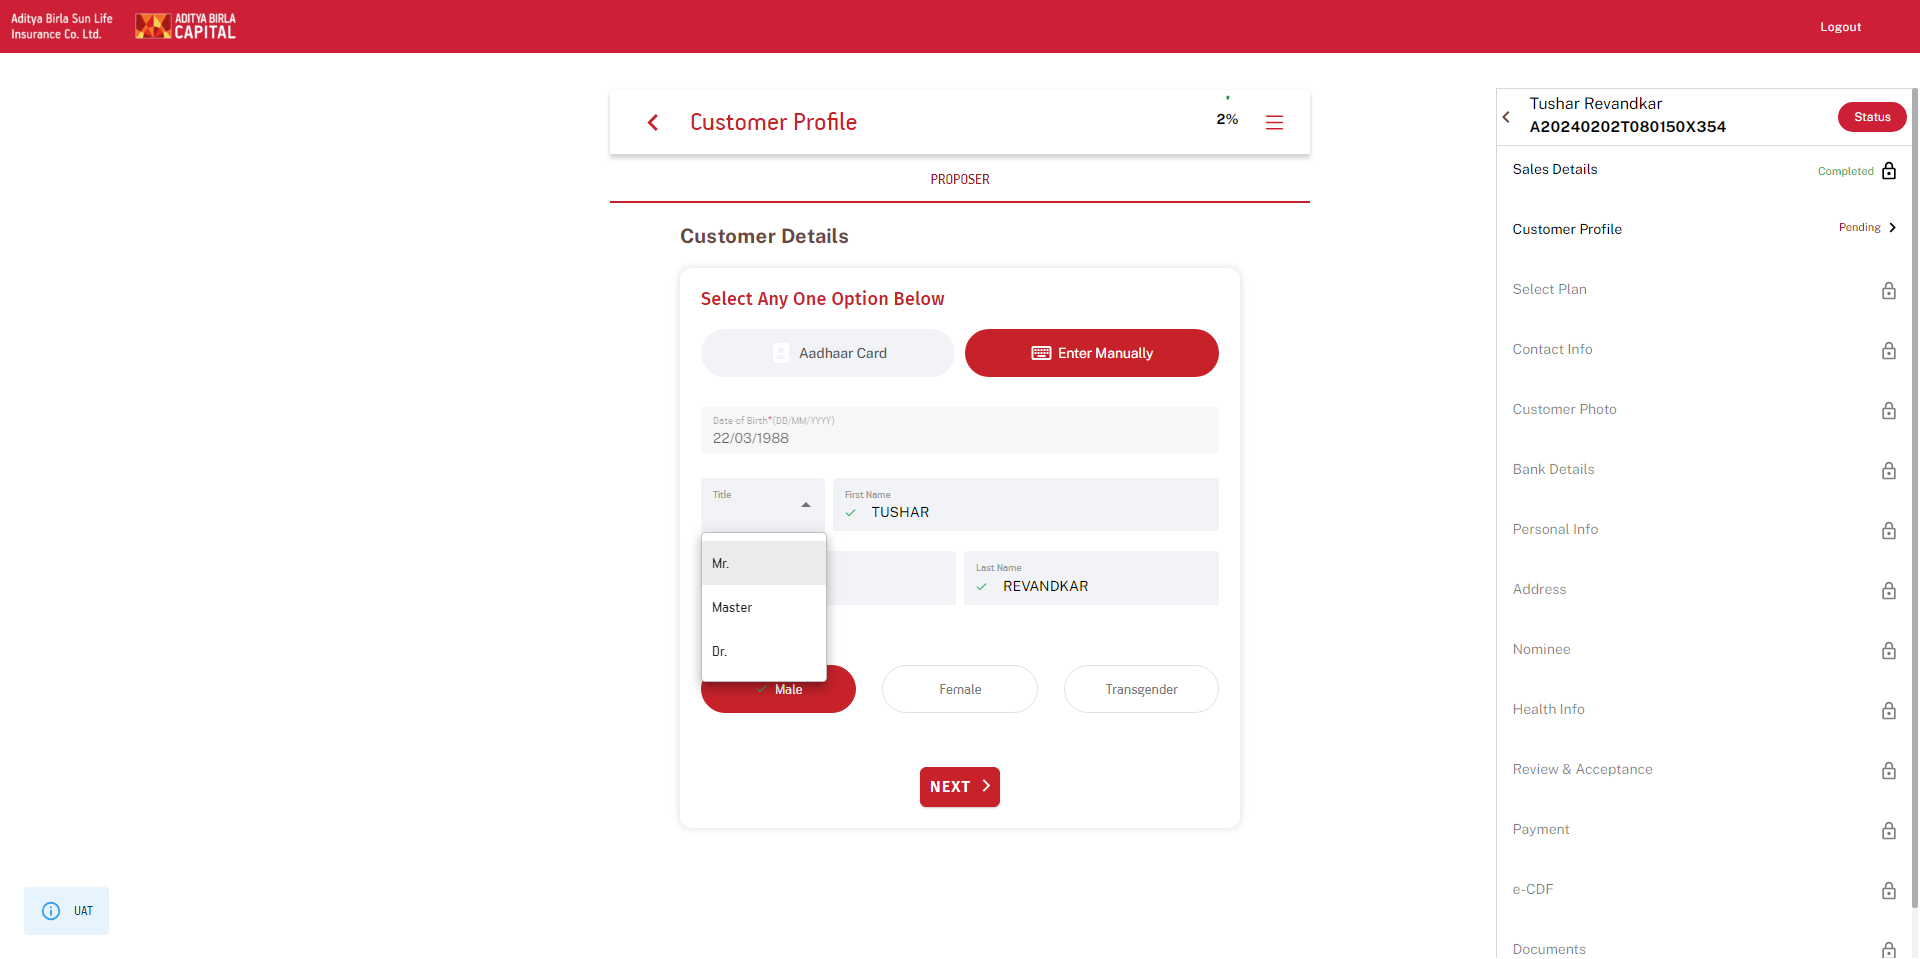 Aditya Birla Sun Life
Insurance Co. Ltd.
ADITYA BIRLA
CAPITAL
Logout
Customer Profile
2%
PROPOSER
Customer Details
Select Any One Option Below
Aadhaar Card
Enter Manually
Date of Birth*(DD/MM/YYYY)
22/03/1988
Title
First Name
TUSHAR
Mr.
Master
Dr.
Last Name
REVANDKAR
Male
Female
Transgender
NEXT
UAT
Tushar Revandkar
A20240202T080150X354
Status
Sales Details
Completed
Customer Profile
Pending
Select Plan
Contact Info
Customer Photo
Bank Details
Personal Info
Address
Nominee
Health Info
Review & Acceptance
Payment
e-CDF
Documents